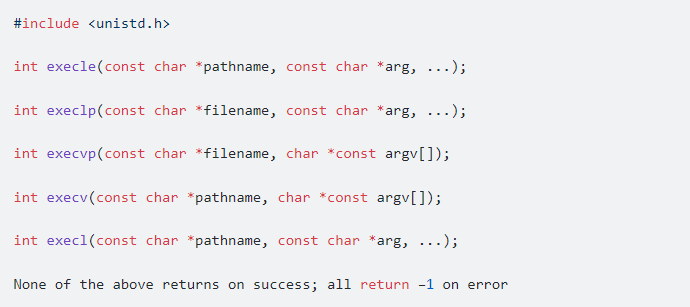 #include <unistd.h>
int execle(const char *pathname, const char *arg, ...);
int execlp(const char *filename, const char *arg, ...);
int execvp(const char *filename, char *const argv[]);
int execv(const char *pathname, char *const argv[]);
int execl(const char *pathname, const char *arg, ...);
None of the above returns on success; all return –1 on error